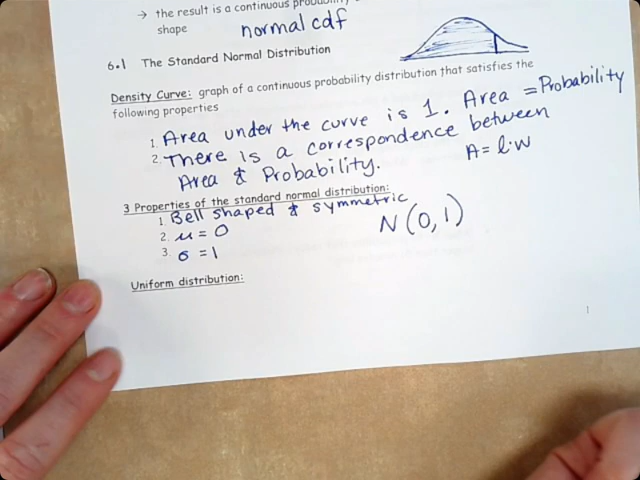 → the result is a continuous probability
shape normal cdf
6.1 The Standard Normal Distribution
Density Curve: graph of a continuous probability distribution that satisfies the
following properties
1. Area under the curve is 1. Area = Probability
2. There is a correspondence between
Area & Probability. A = l·w
3 Properties of the standard normal distribution:
1. Bell shaped & symmetric
2. μ = 0 N(0,1)
3. σ = 1
Uniform distribution:
1